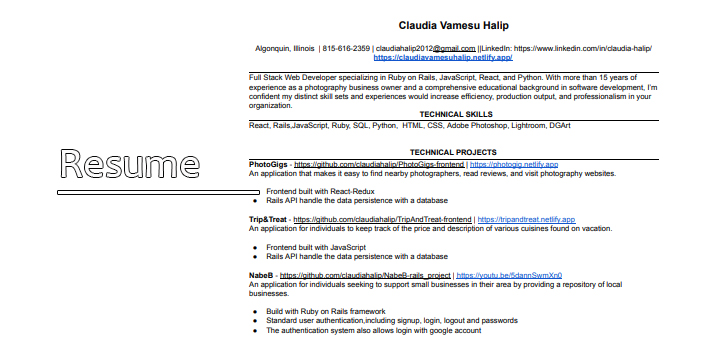 Claudia Vamesu Halip
Algonquin, Illinois | 815-616-2359 | claudiahalip2012@gmail.com ||LinkedIn: https://www.linkedin.com/in/claudia-halip/
https://claudiavamesuhalip.netlify.app/
Full Stack Web Developer specializing in Ruby on Rails, JavaScript, React, and Python. With more than 15 years of
experience as a photography business owner and a comprehensive educational background in software development, I'm
confident my distinct skill sets and experiences would increase efficiency, production output, and professionalism in your
organization.
TECHNICAL SKILLS
React, Rails,JavaScript, Ruby, SQL, Python, HTML, CSS, Adobe Photoshop, Lightroom, DGArt
Resume
TECHNICAL PROJECTS
PhotoGigs - https://github.com/claudiahalip/PhotoGigs-frontend | https://photogig.netlify.app
An application that makes it easy to find nearby photographers, read reviews, and visit photography websites.
Frontend built with React-Redux
● Rails API handle the data persistence with a database
Trip&Treat - https://github.com/claudiahalip/TripAndTreat-frontend | https://tripandtreat.netlify.app
An application for individuals to keep track of the price and description of various cuisines found on vacation.
● Frontend built with JavaScript
● Rails API handle the data persistence with a database
NabeB - https://github.com/claudiahalip/NabeB-rails_project | https://youtu.be/5dannSwmXn0
An application for individuals seeking to support small businesses in their area by providing a repository of local
businesses.
● Build with Ruby on Rails framework
● Standard user authentication,including signup, login, logout and passwords
● The authentication system also allows login with google account